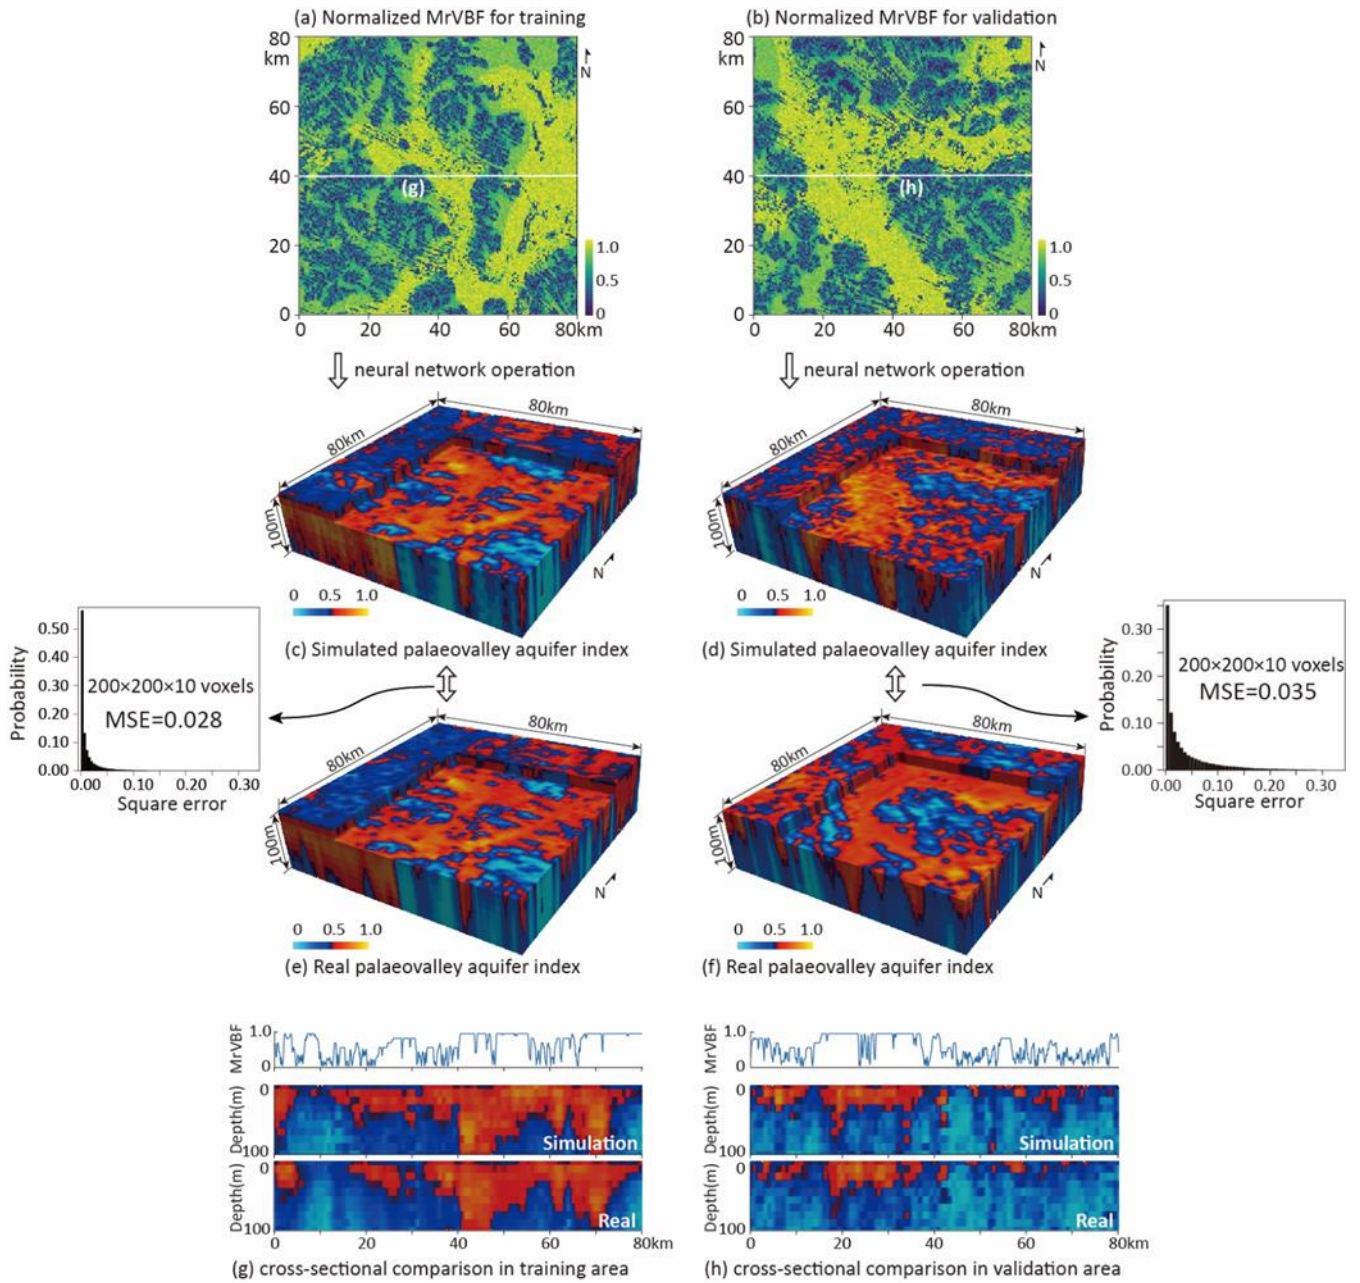 (a) Normalized MrVBF for training
80
km
60
40
20
0
0 20 40 60 80km
N
(g)
1.0
0.5
0
(b) Normalized MrVBF for validation
80
km
60
40
20
0
0 20 40 60 80km
N
(h)
1.0
0.5
0
neural network operation
neural network operation
80km
80km
100m
N
0 0.5 1.0
(c) Simulated palaeovalley aquifer index
80km
80km
100m
N
0 0.5 1.0
(d) Simulated palaeovalley aquifer index
Probability
0.50
0.40
0.30
0.20
0.10
0.00
200×200×10 voxels
MSE=0.028
0.00 0.10 0.20 0.30
Square error
Probability
0.30
0.20
0.10
0.00
200×200×10 voxels
MSE=0.035
0.00 0.10 0.20 0.30
Square error
80km
80km
100m
N
0 0.5 1.0
(e) Real palaeovalley aquifer index
80km
80km
100m
N
0 0.5 1.0
(f) Real palaeovalley aquifer index
MrVBF
1.0
0
Depth(m)
0
100
Simulation
Depth(m)
0
100
Real
0 20 40 60 80km
(g) cross-sectional comparison in training area
MrVBF
1.0
0
Depth(m)
0
100
Simulation
Depth(m)
0
100
Real
0 20 40 60 80km
(h) cross-sectional comparison in validation area